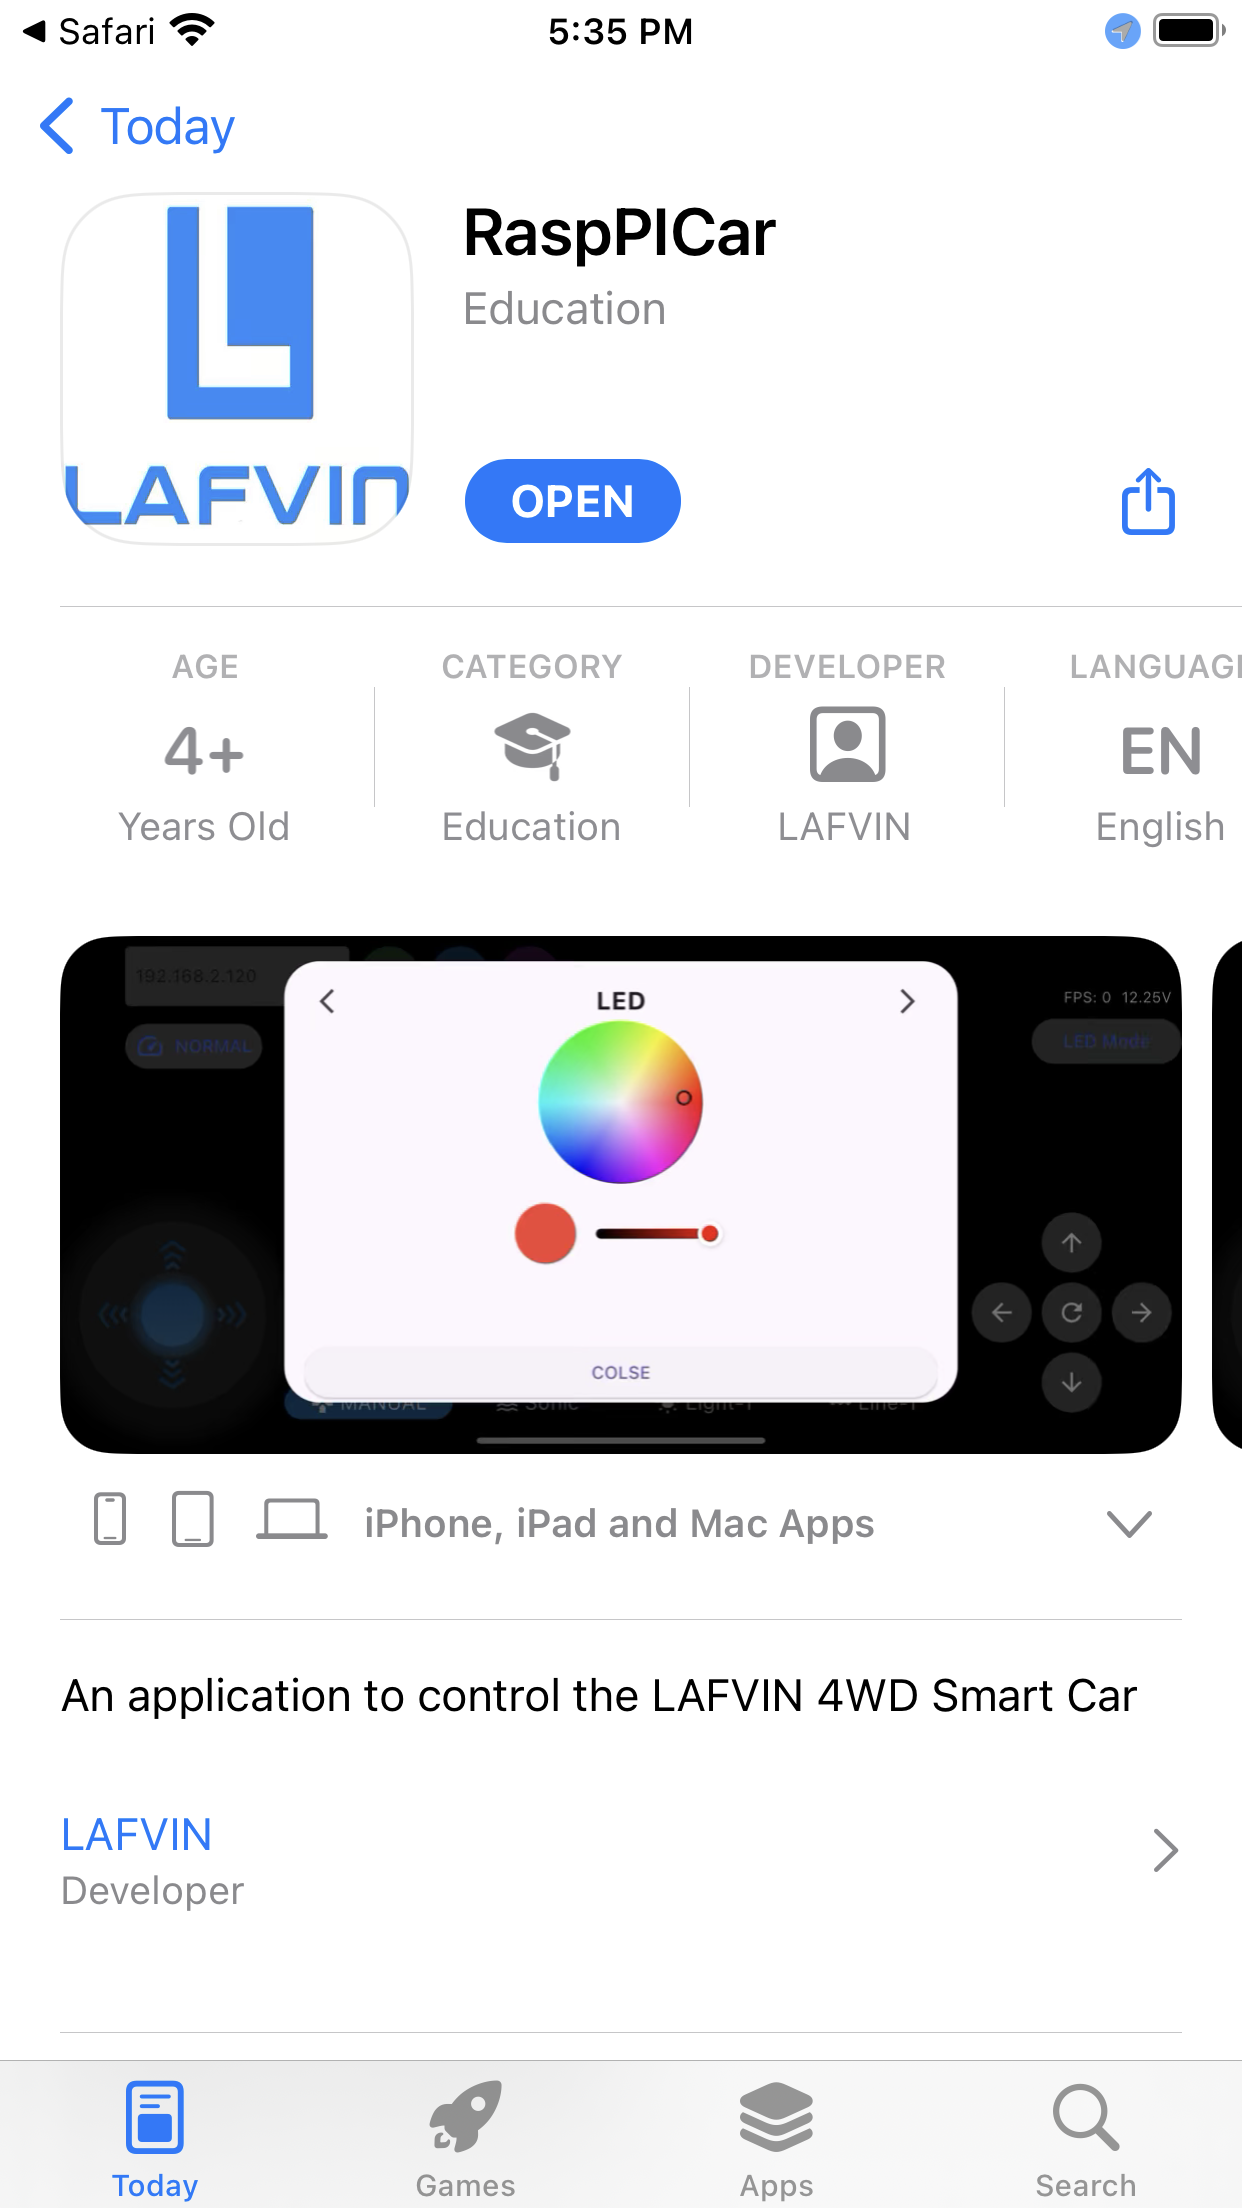 Safari
5:35 PM
Today
RaspPICar
Education
LAFVIN
OPEN
AGE
4+
Years Old
CATEGORY
Education
DEVELOPER
LAFVIN
LANGUAG
EN
English
192.168.2.120
NORMAL
LED
FPS: 0 12.25V
LED Mode
COLSE
MANUAL
Sonic
Light-T
Line-T
iPhone, iPad and Mac Apps
An application to control the LAFVIN 4WD Smart Car
LAFVIN
Developer
Today
Games
Apps
Search